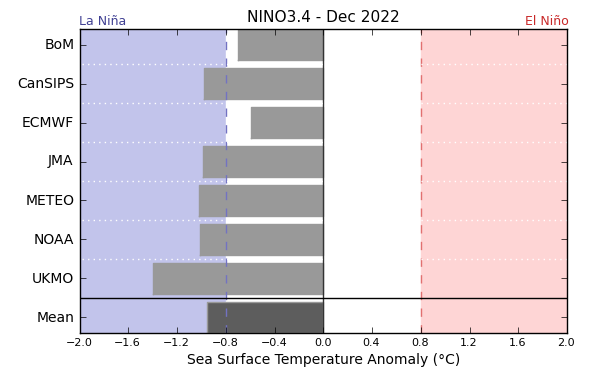 NINO3.4 - Dec 2022
La Niña
El Niño
BoM
CanSIPS
ECMWF
JMA
METEO
NOAA
UKMO
Mean
−2.0 −1.6 −1.2 −0.8 −0.4 0.0 0.4 0.8 1.2 1.6 2.0
Sea Surface Temperature Anomaly (°C)